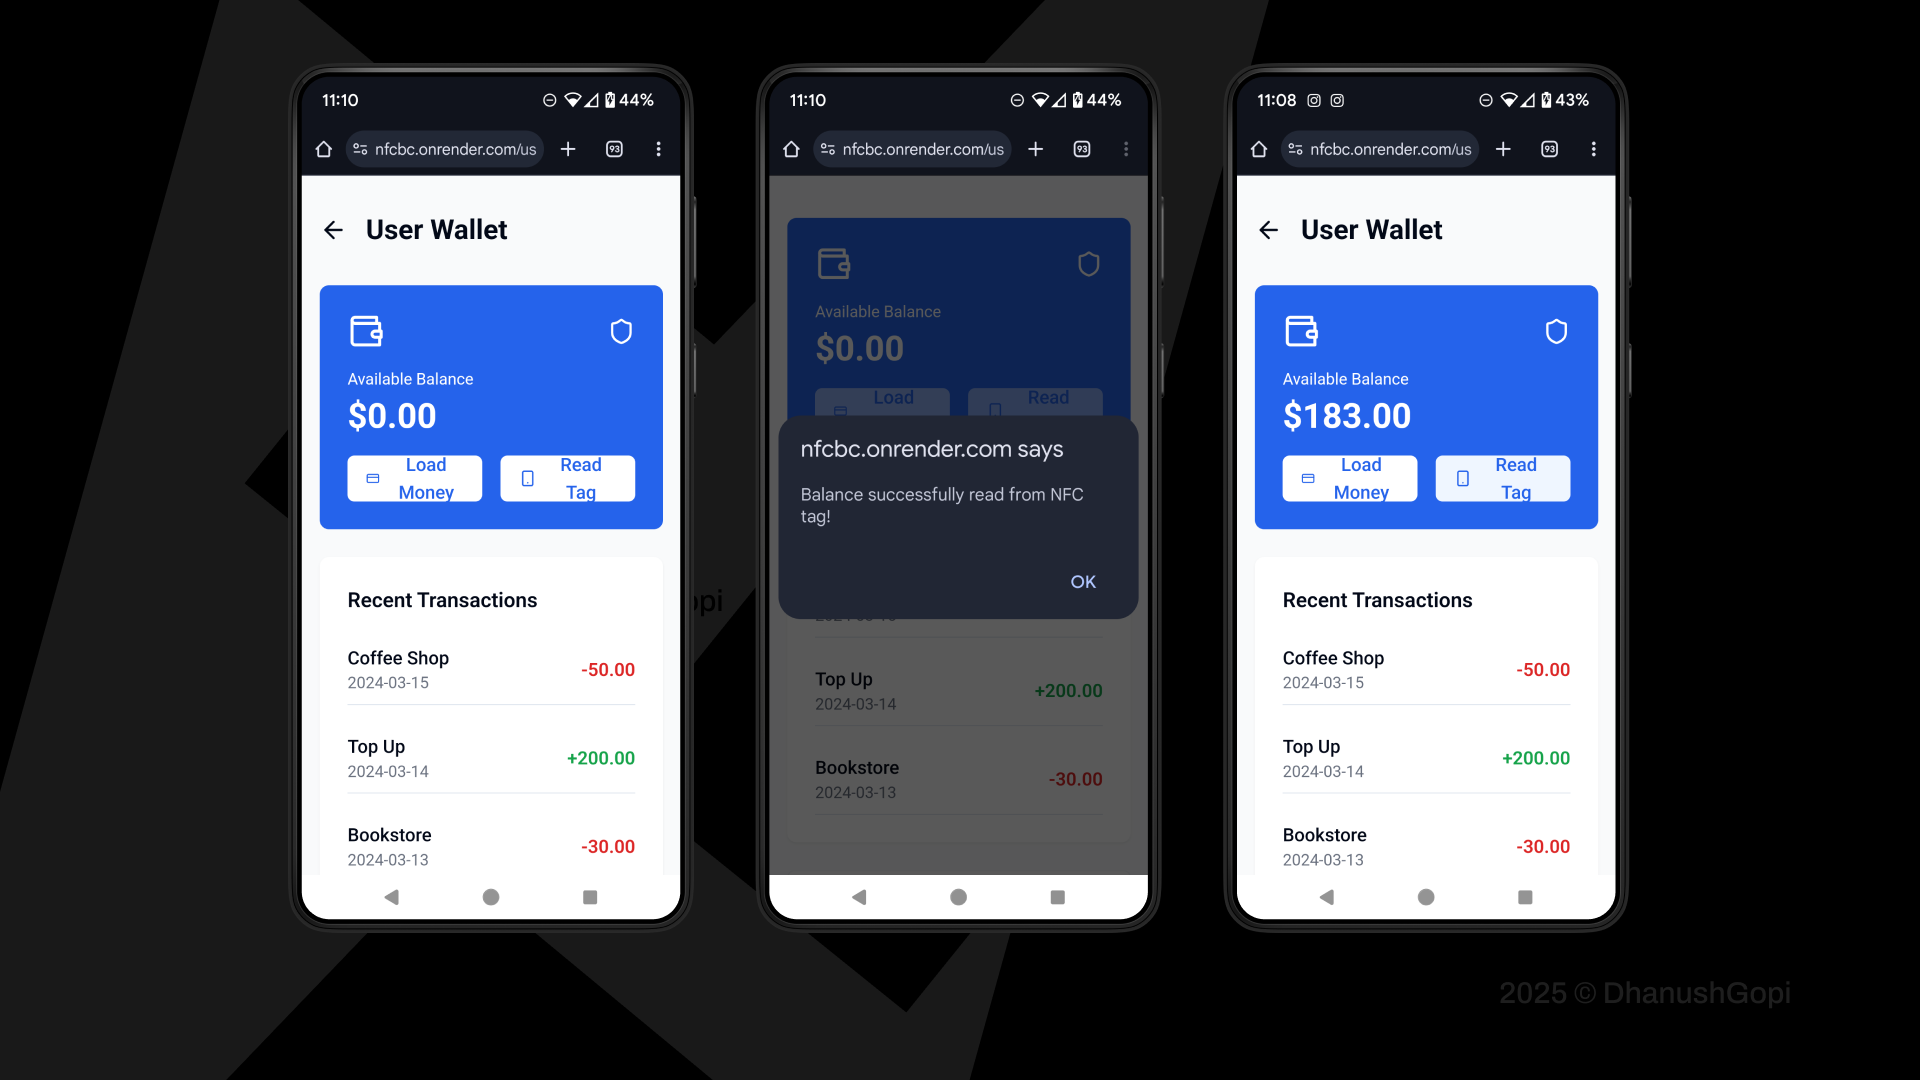 11:10
44%
nfcbc.onrender.com/us
93
User Wallet
Available Balance
$0.00
Load
Money
Read
Tag
Recent Transactions
Coffee Shop
2024-03-15
-50.00
Top Up
2024-03-14
+200.00
Bookstore
2024-03-13
-30.00
opi
11:10
44%
nfcbc.onrender.com/us
93
Available Balance
$0.00
Load
Read
nfcbc.onrender.com says
Balance successfully read from NFC
tag!
OK
Top Up
2024-03-14
+200.00
Bookstore
2024-03-13
-30.00
11:08
43%
nfcbc.onrender.com/us
93
User Wallet
Available Balance
$183.00
Load
Money
Read
Tag
Recent Transactions
Coffee Shop
2024-03-15
-50.00
Top Up
2024-03-14
+200.00
Bookstore
2024-03-13
-30.00
2025 © DhanushGopi